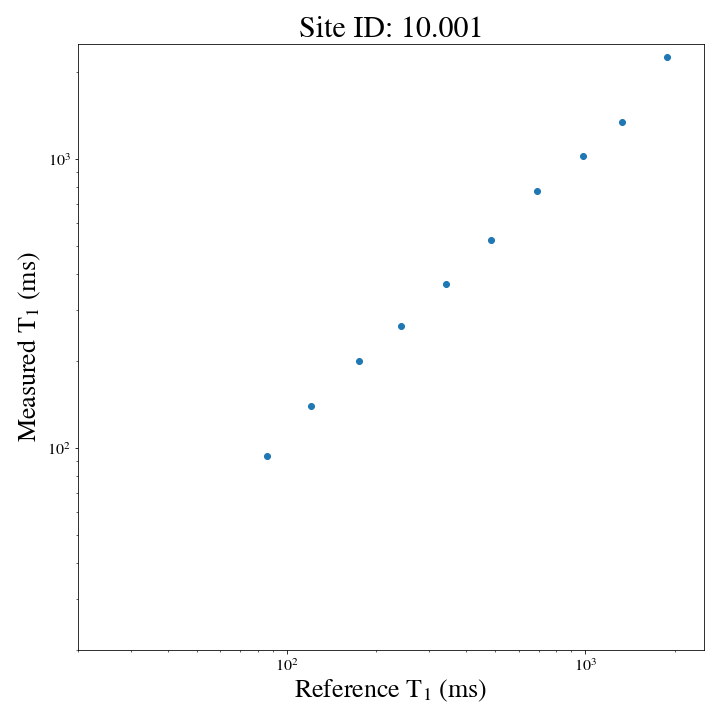 Site ID: 10.001
Measured T₁ (ms)
10³
10²
10²
10³
Reference T₁ (ms)